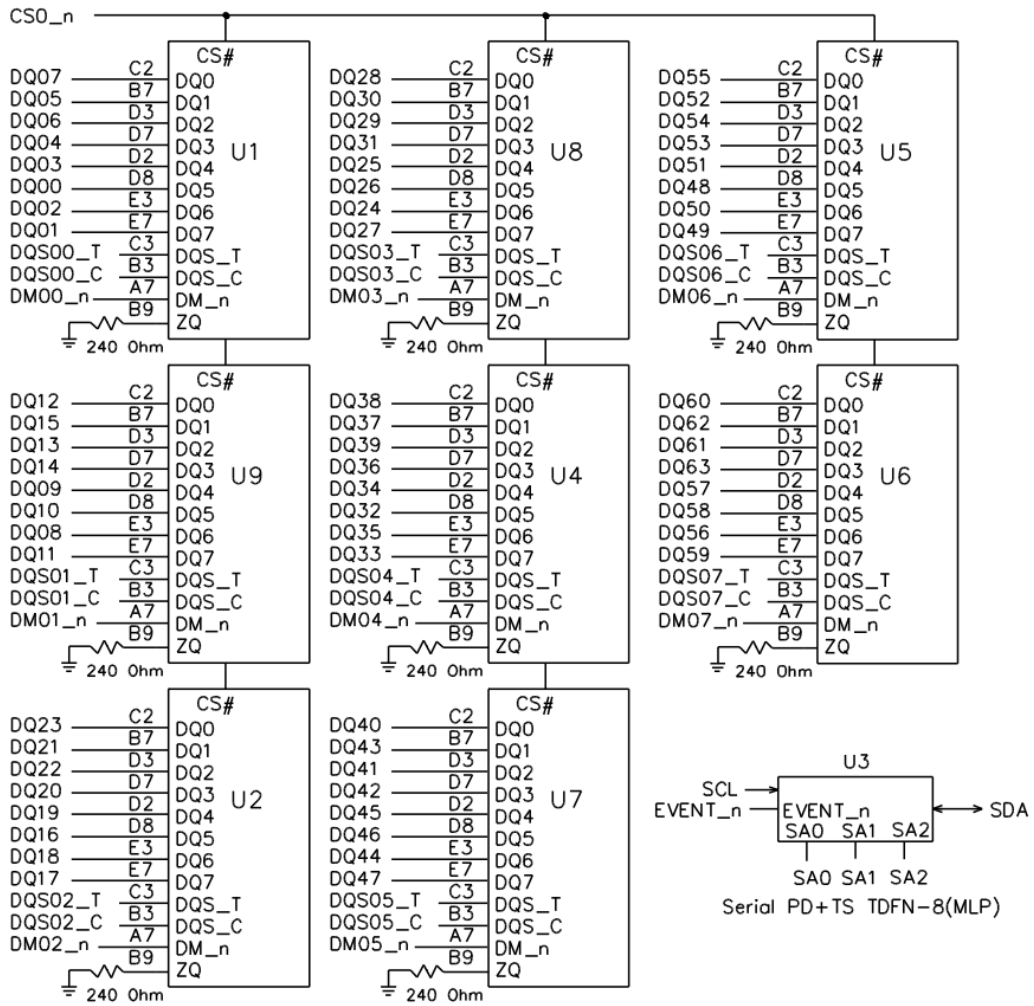 CS0_n
CS#
DQ07 C2 DQ0
DQ05 B7 DQ1
DQ06 D3 DQ2
DQ04 D7 DQ3
U1
DQ03 D2 DQ4
DQ00 D8 DQ5
DQ02 E3 DQ6
DQ01 E7 DQ7
DQS00_T C3 DQS_T
DQS00_C B3 DQS_C
DM00_n A7 DM_n
B9 ZQ
240 Ohm
CS#
DQ12 C2 DQ0
DQ15 B7 DQ1
DQ13 D3 DQ2
DQ14 D7 DQ3
U9
DQ09 D2 DQ4
DQ10 D8 DQ5
DQ08 E3 DQ6
DQ11 E7 DQ7
DQS01_T C3 DQS_T
DQS01_C B3 DQS_C
DM01_n A7 DM_n
B9 ZQ
240 Ohm
CS#
DQ23 C2 DQ0
DQ21 B7 DQ1
DQ22 D3 DQ2
DQ20 D7 DQ3
U2
DQ19 D2 DQ4
DQ16 D8 DQ5
DQ18 E3 DQ6
DQ17 E7 DQ7
DQS02_T C3 DQS_T
DQS02_C B3 DQS_C
DM02_n A7 DM_n
B9 ZQ
240 Ohm
CS#
DQ28 C2 DQ0
DQ30 B7 DQ1
DQ29 D3 DQ2
DQ31 D7 DQ3
U8
DQ25 D2 DQ4
DQ26 D8 DQ5
DQ24 E3 DQ6
DQ27 E7 DQ7
DQS03_T C3 DQS_T
DQS03_C B3 DQS_C
DM03_n A7 DM_n
B9 ZQ
240 Ohm
CS#
DQ38 C2 DQ0
DQ37 B7 DQ1
DQ39 D3 DQ2
DQ36 D7 DQ3
U4
DQ34 D2 DQ4
DQ32 D8 DQ5
DQ35 E3 DQ6
DQ33 E7 DQ7
DQS04_T C3 DQS_T
DQS04_C B3 DQS_C
DM04_n A7 DM_n
B9 ZQ
240 Ohm
CS#
DQ40 C2 DQ0
DQ43 B7 DQ1
DQ41 D3 DQ2
DQ42 D7 DQ3
U7
DQ45 D2 DQ4
DQ46 D8 DQ5
DQ44 E3 DQ6
DQ47 E7 DQ7
DQS05_T C3 DQS_T
DQS05_C B3 DQS_C
DM05_n A7 DM_n
B9 ZQ
240 Ohm
CS#
DQ55 C2 DQ0
DQ52 B7 DQ1
DQ54 D3 DQ2
DQ53 D7 DQ3
U5
DQ51 D2 DQ4
DQ48 D8 DQ5
DQ50 E3 DQ6
DQ49 E7 DQ7
DQS06_T C3 DQS_T
DQS06_C B3 DQS_C
DM06_n A7 DM_n
B9 ZQ
240 Ohm
CS#
DQ60 C2 DQ0
DQ62 B7 DQ1
DQ61 D3 DQ2
DQ63 D7 DQ3
U6
DQ57 D2 DQ4
DQ58 D8 DQ5
DQ56 E3 DQ6
DQ59 E7 DQ7
DQS07_T C3 DQS_T
DQS07_C B3 DQS_C
DM07_n A7 DM_n
B9 ZQ
240 Ohm
U3
SCL
EVENT_n EVENT_n SDA
SA0 SA1 SA2
SA0 SA1 SA2
Serial PD+TS TDFN-8(MLP)